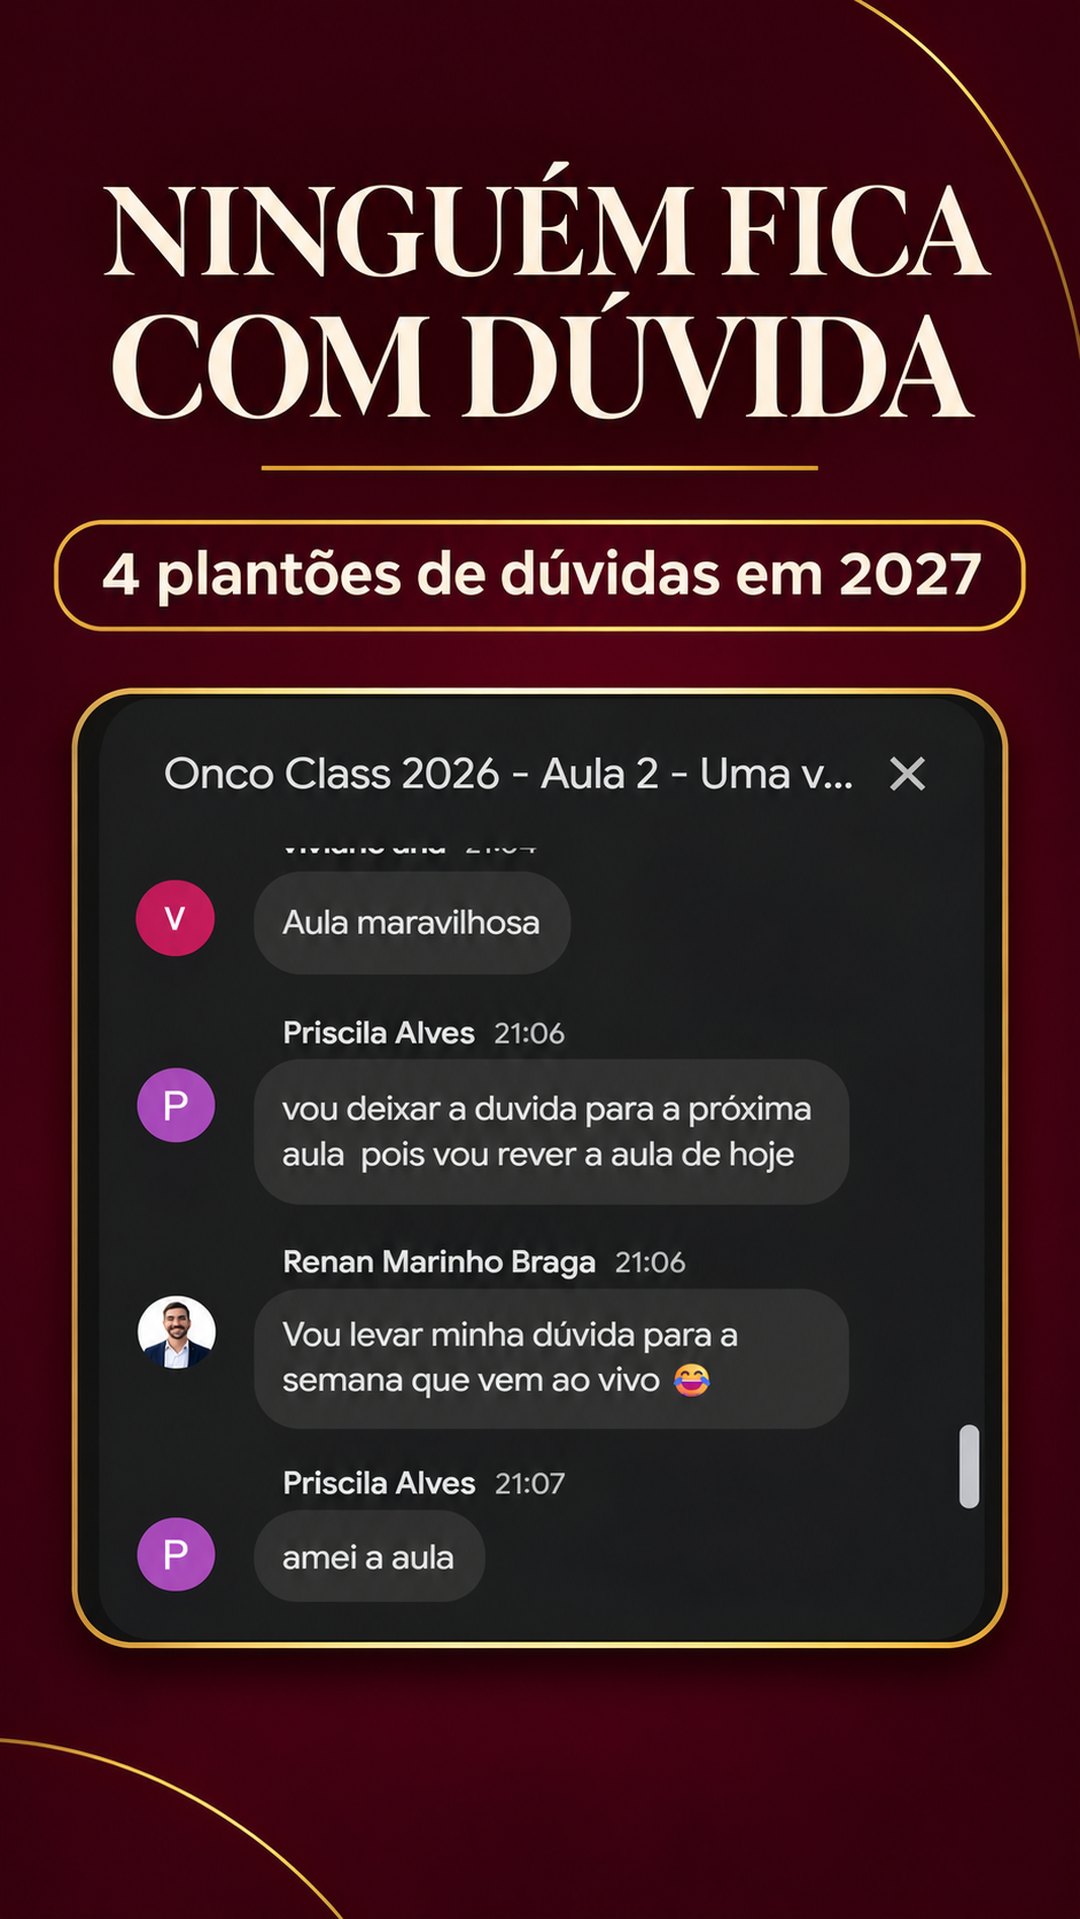 NINGUÉM FICA
COM DÚVIDA
4 plantões de dúvidas em 2027
Onco Class 2026 - Aula 2 - Uma v...
V
Aula maravilhosa
Priscila Alves 21:06
P
vou deixar a duvida para a próxima
aula pois vou rever a aula de hoje
Renan Marinho Braga 21:06
Vou levar minha dúvida para a
semana que vem ao vivo 😂
Priscila Alves 21:07
P
amei a aula